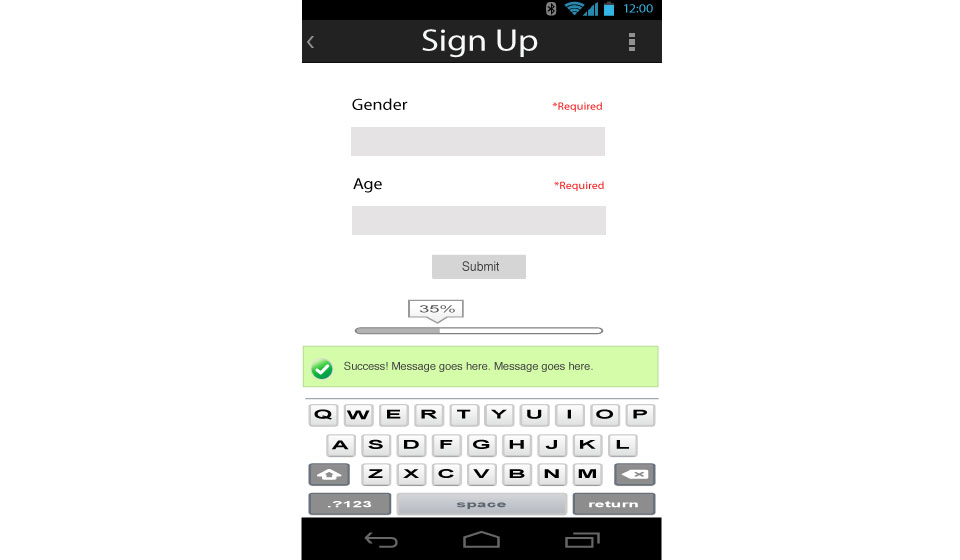 12:00
Sign Up
Gender *Required
Age *Required
Submit
35%
Success! Message goes here. Message goes here.
Q W E R T Y U I O P
A S D F G H J K L
Z X C V B N M
.?123 space return